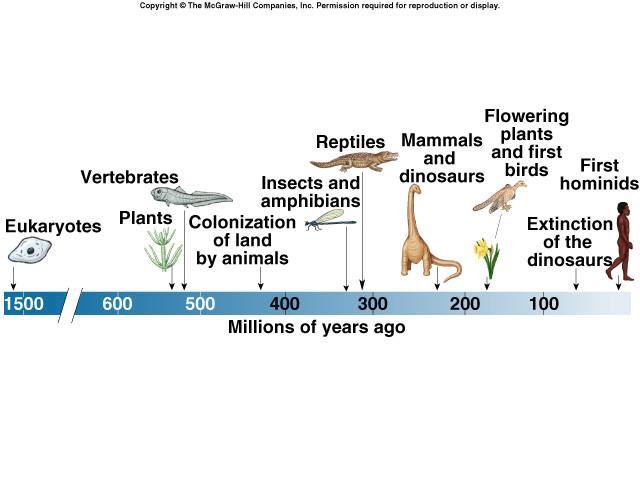 Copyright © The McGraw-Hill Companies, Inc. Permission required for reproduction or display.
Eukaryotes
Vertebrates
Plants
Colonization
of land
by animals
Insects and
amphibians
Reptiles
Mammals
and
dinosaurs
Flowering
plants
and first
birds
Extinction
of the
dinosaurs
First
hominids
1500 600 500 400 300 200 100
Millions of years ago